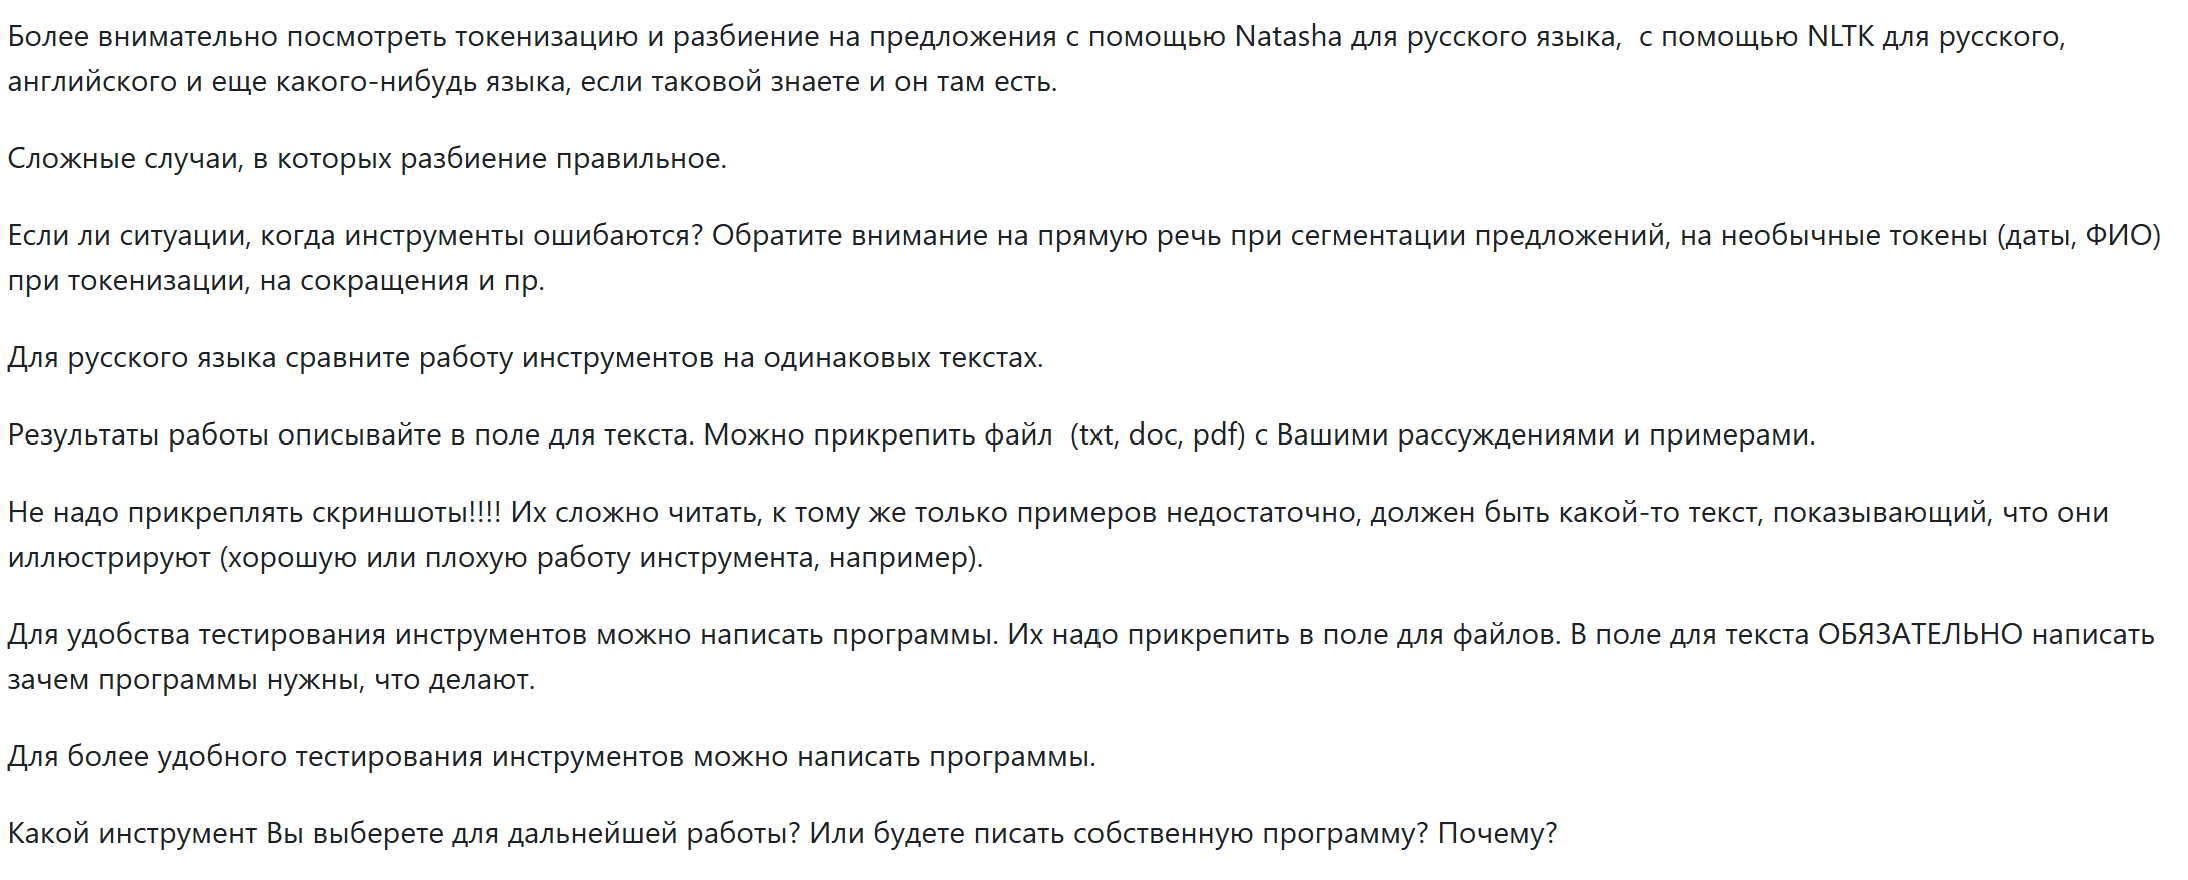 Более внимательно посмотреть токенизацию и разбиение на предложения с помощью Natasha для русского языка,  с помощью NLTK для русского,
английского и еще какого-нибудь языка, если таковой знаете и он там есть.
Сложные случаи, в которых разбиение правильное.
Если ли ситуации, когда инструменты ошибаются? Обратите внимание на прямую речь при сегментации предложений, на необычные токены (даты, ФИО)
при токенизации, на сокращения и пр.
Для русского языка сравните работу инструментов на одинаковых текстах.
Результаты работы описывайте в поле для текста. Можно прикрепить файл  (txt, doc, pdf) с Вашими рассуждениями и примерами.
Не надо прикреплять скриншоты!!!! Их сложно читать, к тому же только примеров недостаточно, должен быть какой-то текст, показывающий, что они
иллюстрируют (хорошую или плохую работу инструмента, например).
Для удобства тестирования инструментов можно написать программы. Их надо прикрепить в поле для файлов. В поле для текста ОБЯЗАТЕЛЬНО написать
зачем программы нужны, что делают.
Для более удобного тестирования инструментов можно написать программы.
Какой инструмент Вы выберете для дальнейшей работы? Или будете писать собственную программу? Почему?